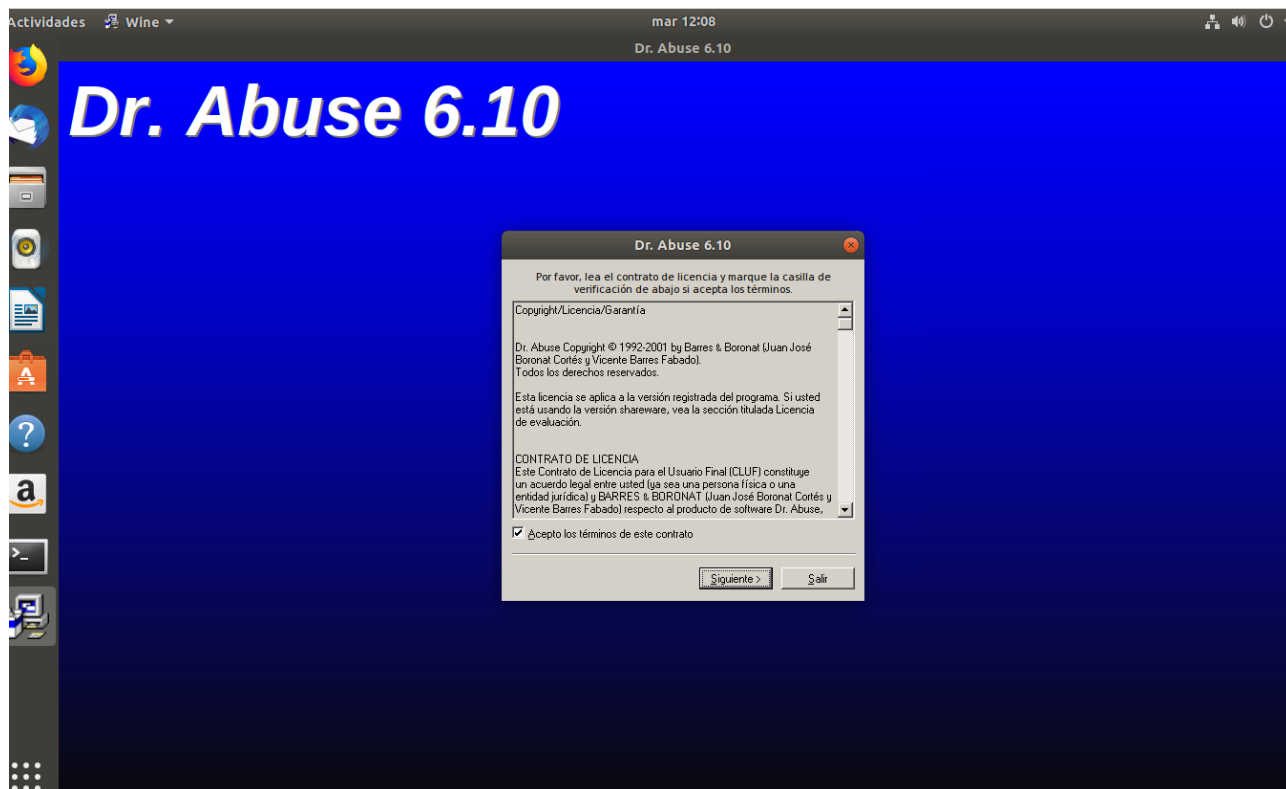 Actividades Wine mar 12:08
Dr. Abuse 6.10
Dr. Abuse 6.10
Dr. Abuse 6.10
Por favor, lea el contrato de licencia y marque la casilla de
verificación de abajo si acepta los términos.
Copyright/Licencia/Garantía
Dr. Abuse Copyright © 1992-2001 by Barres & Boronat (Juan José
Boronat Cortés y Vicente Barres Fabado).
Todos los derechos reservados.
Esta licencia se aplica a la versión registrada del programa. Si usted
está usando la versión shareware, vea la sección titulada Licencia
de evaluación.
CONTRATO DE LICENCIA
Este Contrato de Licencia para el Usuario Final (CLUF) constituye
un acuerdo legal entre usted (ya sea una persona física o una
entidad jurídica) y BARRES & BORONAT (Juan José Boronat Cortés y
Vicente Barres Fabado) respecto al producto de software Dr. Abuse,
Acepto los términos de este contrato
Siguiente > Salir